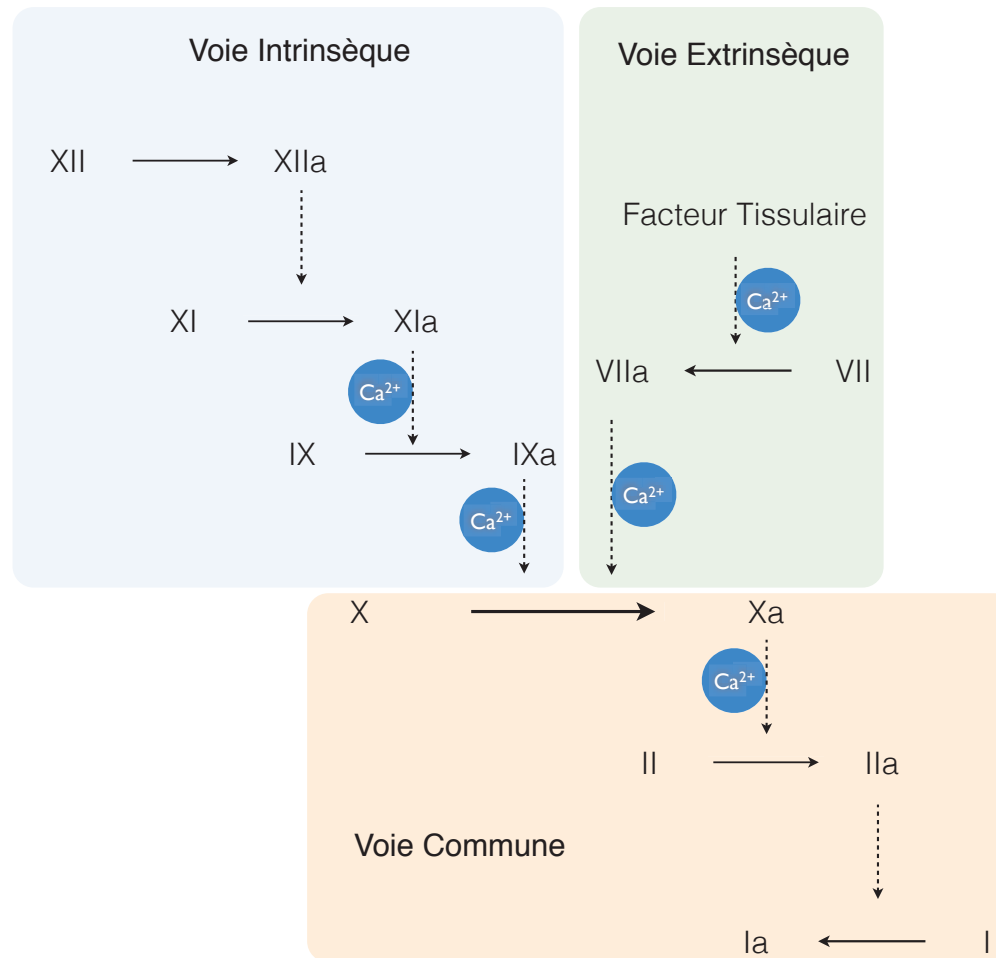 Voie Intrinsèque
Voie Extrinsèque
XII
XIIa
Facteur Tissulaire
Ca²⁺
XI
XIa
VIIa
VII
Ca²⁺
IX
IXa
Ca²⁺
Ca²⁺
X
Xa
Ca²⁺
II
IIa
Voie Commune
Ia
I